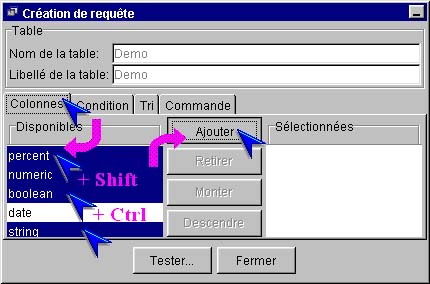 Création de requête
Table
Nom de la table: Demo
Libellé de la table: Demo
Colonnes Condition Tri Commande
Disponibles Ajouter Sélectionnées
percent
Retirer
numeric + Shift
boolean Monter
date + Ctrl
Descendre
string
Tester... Fermer